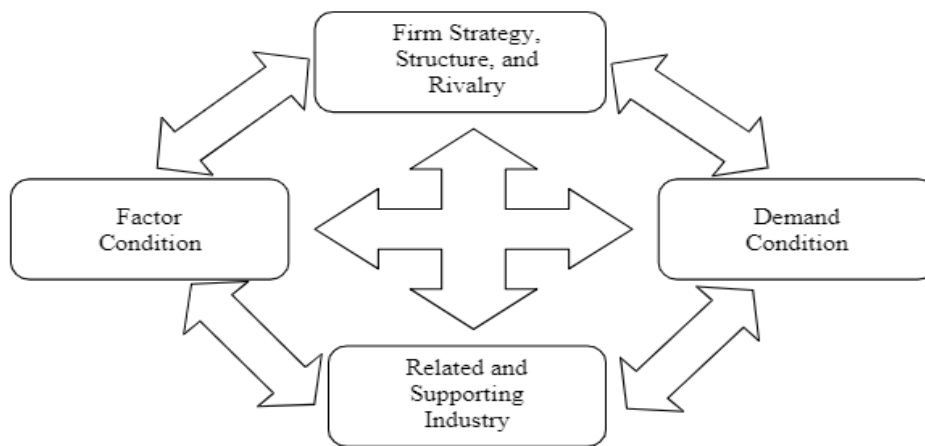 Firm Strategy,
Structure, and
Rivalry
Factor
Condition
Demand
Condition
Related and
Supporting
Industry